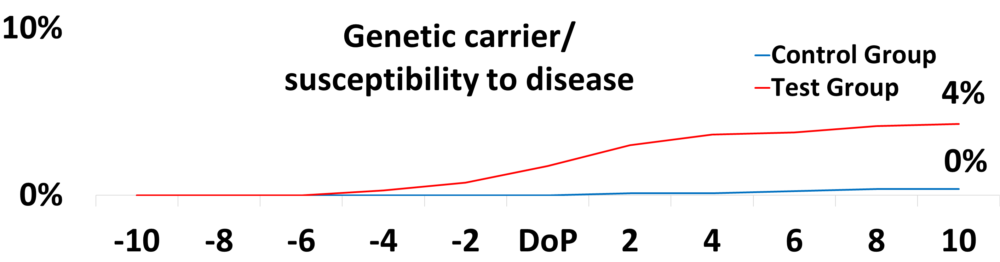 10%
Genetic carrier/
susceptibility to disease
Control Group
Test Group
4%
0%
0%
-10 -8 -6 -4 -2 DoP 2 4 6 8 10